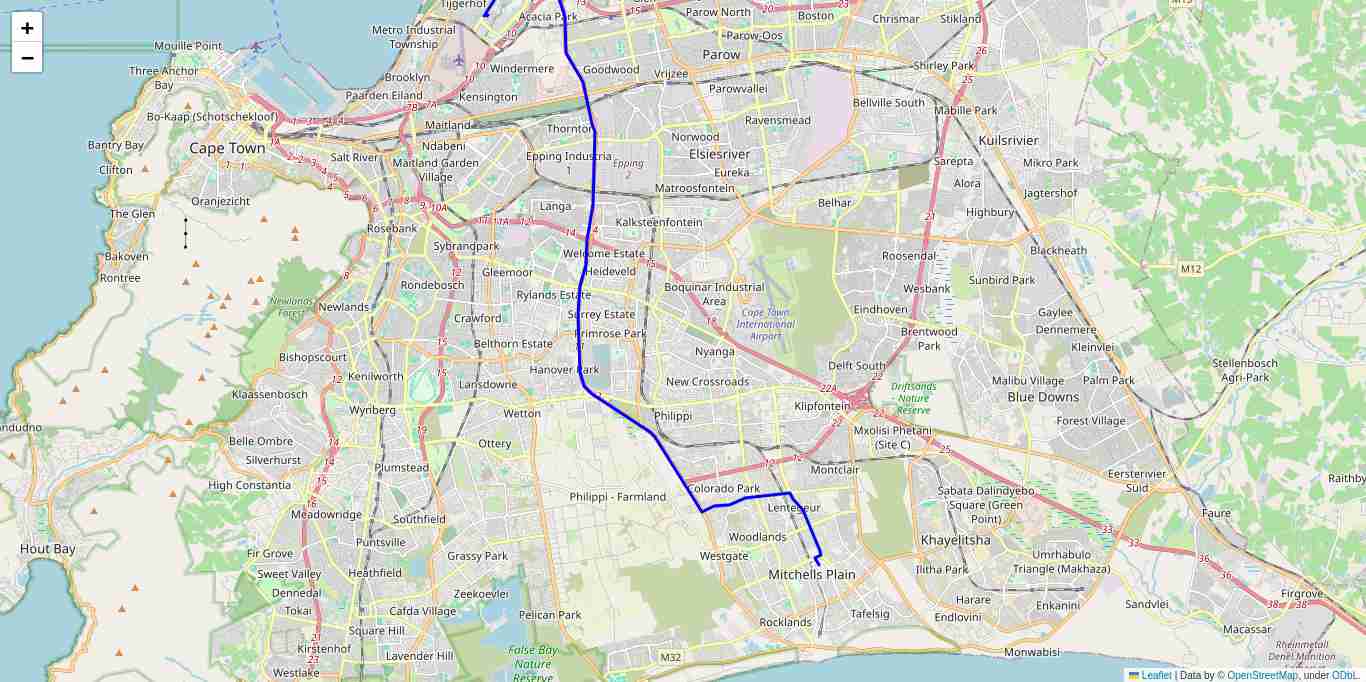 +
−
Tijgerhof
Acacia Park
Parow North
Boston
Chrismar
Stikland
Metro Industrial
Township
Parow-Oos
Mouille Point
Parow
Three Anchor
Bay
Windermere
Goodwood
Vrijzee
Shirley Park
Brooklyn
Paarden Eiland
Kensington
Parowvallei
Bellville South
Mabille Park
Bo-Kaap (Schotschekloof)
Maitland
Thornton
Ravensmead
Norwood
Kuilsrivier
Bantry Bay
Cape Town
Ndabeni
Salt River
Maitland Garden
Village
Epping Industria
1
Epping
2
Elsiesriver
Eureka
Sarepta
Mikro Park
Clifton
Matroosfontein
Alora
Jagtershof
Oranjezicht
Langa
Belhar
Highbury
The Glen
Rosebank
Kalksteenfontein
Sybrandpark
Welcome Estate
Blackheath
Bakoven
Roosendal
Rontree
Gleemoor
Heideveld
Rondebosch
Rylands Estate
Boquinar Industrial
Area
Wesbank
Sunbird Park
M12
Newlands
Forest
Newlands
Crawford
Surrey Estate
Cape Town
International
Airport
Eindhoven
Gaylee
Primrose Park
Brentwood
Park
Dennemere
Belthorn Estate
Nyanga
Kleinvlei
Bishopscourt
Hanover Park
Delft South
Stellenbosch
Agri-Park
Kenilworth
Lansdowne
New Crossroads
Driftsands
Nature
Reserve
Malibu Village
Palm Park
Klaassenbosch
Blue Downs
Wynberg
Wetton
Philippi
Klipfontein
Forest Village
Belle Ombre
Ottery
Mxolisi Phetani
(Site C)
Silverhurst
Plumstead
Montclair
Eersterivier
Suid
High Constantia
Philippi - Farmland
Colorado Park
Sabata Dalindyebo
Square (Green
Point)
Meadowridge
Southfield
Lentegeur
Faure
Puntsville
Woodlands
Khayelitsha
Hout Bay
Fir Grove
Grassy Park
Westgate
Umrhabulo
Triangle (Makhaza)
Sweet Valley
Heathfield
Mitchells Plain
Ilitha Park
Dennedal
Zeekoevlei
Harare
Firgrove
Tokai
Cafda Village
Pelican Park
Tafelsig
Enkanini
Sandvlei
Square Hill
Rocklands
Endlovini
Macassar
Kirstenhof
Lavender Hill
False Bay
Nature
M32
Monwabisi
Rheinmetall
Denel Munition
Westlake
Leaflet | Data by © OpenStreetMap, under ODbL.